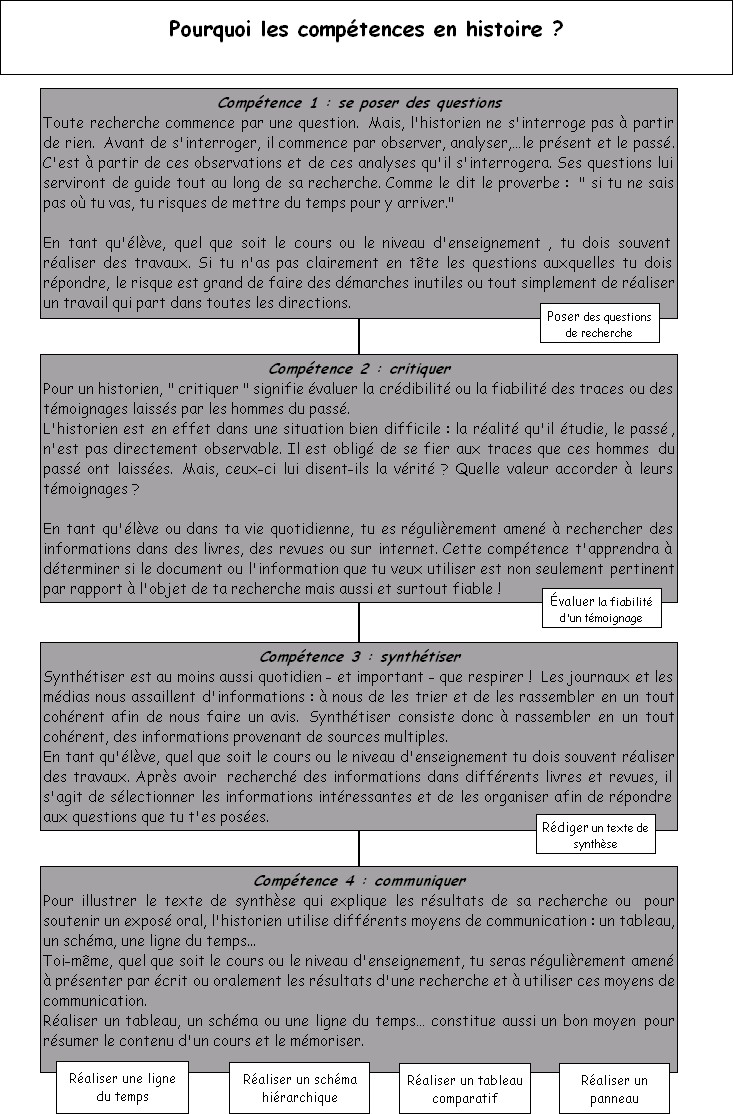 Pourquoi les compétences en histoire ?
Compétence 1 : se poser des questions
Toute recherche commence par une question. Mais, l'historien ne s'interroge pas à partir
de rien. Avant de s'interroger, il commence par observer, analyser,...le présent et le passé.
C'est à partir de ces observations et de ces analyses qu'il s'interrogera. Ses questions lui
serviront de guide tout au long de sa recherche. Comme le dit le proverbe : " si tu ne sais
pas où tu vas, tu risques de mettre du temps pour y arriver."
En tant qu'élève, quel que soit le cours ou le niveau d'enseignement , tu dois souvent
réaliser des travaux. Si tu n'as pas clairement en tête les questions auxquelles tu dois
répondre, le risque est grand de faire des démarches inutiles ou tout simplement de réaliser
un travail qui part dans toutes les directions.
Poser des questions
de recherche
Compétence 2 : critiquer
Pour un historien, " critiquer " signifie évaluer la crédibilité ou la fiabilité des traces ou des
témoignages laissés par les hommes du passé.
L'historien est en effet dans une situation bien difficile : la réalité qu'il étudie, le passé ,
n'est pas directement observable. Il est obligé de se fier aux traces que ces hommes du
passé ont laissées. Mais, ceux-ci lui disent-ils la vérité ? Quelle valeur accorder à leurs
témoignages ?
En tant qu'élève ou dans ta vie quotidienne, tu es régulièrement amené à rechercher des
informations dans des livres, des revues ou sur internet. Cette compétence t'apprendra à
déterminer si le document ou l'information que tu veux utiliser est non seulement pertinent
par rapport à l'objet de ta recherche mais aussi et surtout fiable !
Évaluer la fiabilité
d'un témoignage
Compétence 3 : synthétiser
Synthétiser est au moins aussi quotidien - et important - que respirer ! Les journaux et les
médias nous assaillent d'informations : à nous de les trier et de les rassembler en un tout
cohérent afin de nous faire un avis. Synthétiser consiste donc à rassembler en un tout
cohérent, des informations provenant de sources multiples.
En tant qu'élève, quel que soit le cours ou le niveau d'enseignement tu dois souvent réaliser
des travaux. Après avoir recherché des informations dans différents livres et revues, il
s'agit de sélectionner les informations intéressantes et de les organiser afin de répondre
aux questions que tu t'es posées.
Rédiger un texte de
synthèse
Compétence 4 : communiquer
Pour illustrer le texte de synthèse qui explique les résultats de sa recherche ou pour
soutenir un exposé oral, l'historien utilise différents moyens de communication : un tableau,
un schéma, une ligne du temps...
Toi-même, quel que soit le cours ou le niveau d'enseignement, tu seras régulièrement amené
à présenter par écrit ou oralement les résultats d'une recherche et à utiliser ces moyens de
communication.
Réaliser un tableau, un schéma ou une ligne du temps... constitue aussi un bon moyen pour
résumer le contenu d'un cours et le mémoriser.
Réaliser une ligne
du temps
Réaliser un schéma
hiérarchique
Réaliser un tableau
comparatif
Réaliser un
panneau